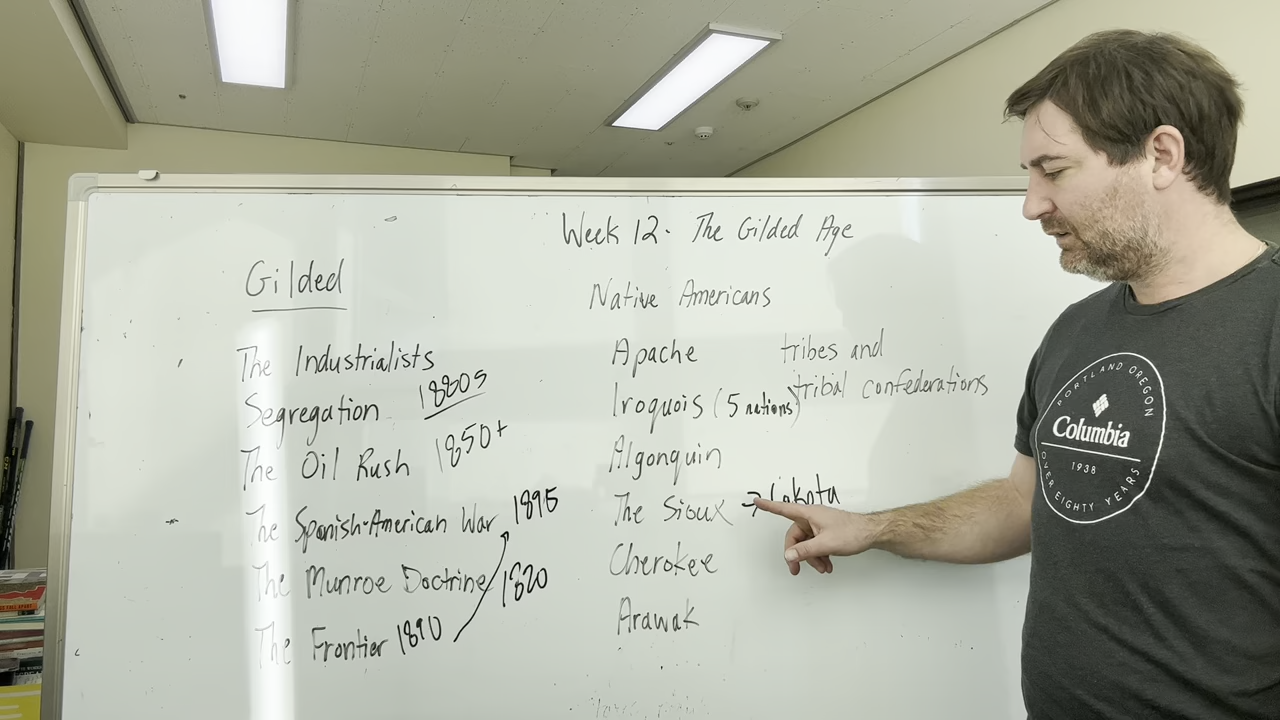 Week 12. The Gilded Age
Gilded
The Industrialists
Segregation 1880s
The Oil Rush 1850+
The Spanish-American War 1895
The Munroe Doctrine 1820
The Frontier 1890
Native Americans
Apache
Iroquois (5 nations)
Algonquin
The Sioux → Lakota
Cherokee
Arawak
tribes and
tribal confederations
PORTLAND OREGON
Columbia
1938
OVER EIGHTY YEARS